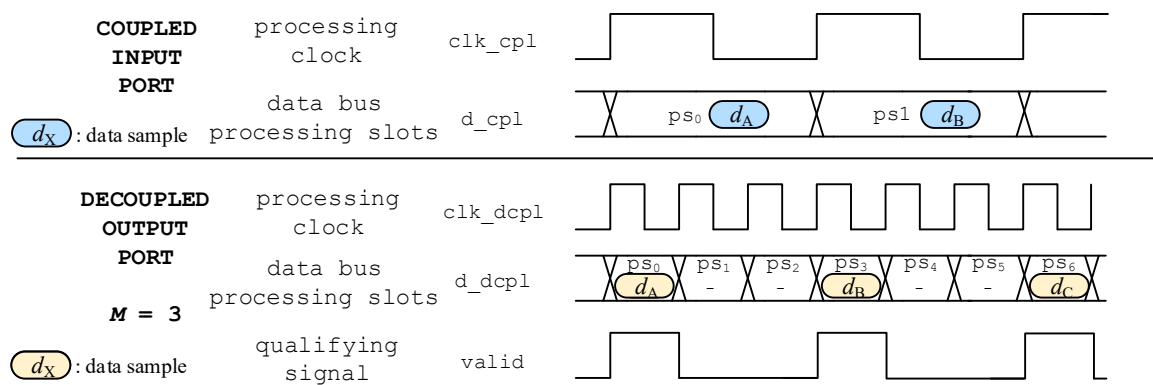 COUPLED INPUT PORT
processing clock
clk_cpl
data bus processing slots
d_cpl
ps₀ d_A ps1 d_B
d_X : data sample
DECOUPLED OUTPUT PORT
processing clock
clk_dcpl
data bus processing slots
d_dcpl
ps₀ ps₁ ps₂ ps₃ ps₄ ps₅ ps₆
d_A - - d_B - - d_C
M = 3
qualifying signal
valid
d_X : data sample